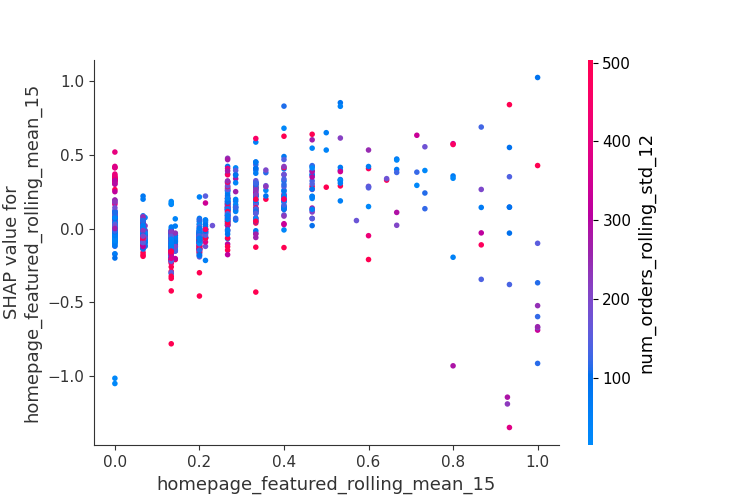 SHAP value for
homepage_featured_rolling_mean_15
1.0
0.5
0.0
−0.5
−1.0
0.0 0.2 0.4 0.6 0.8 1.0
homepage_featured_rolling_mean_15
500
400
300
200
100
num_orders_rolling_std_12